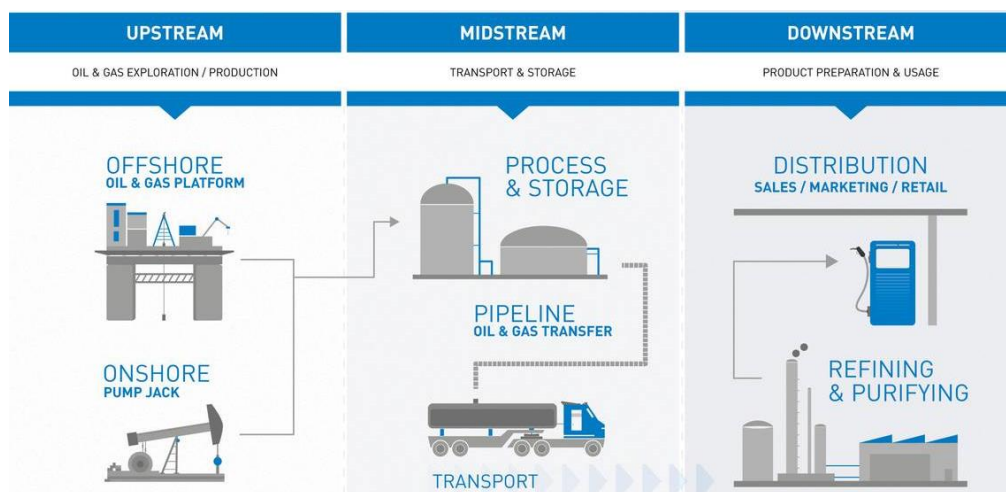 UPSTREAM
OIL & GAS EXPLORATION / PRODUCTION
OFFSHORE
OIL & GAS PLATFORM
ONSHORE
PUMP JACK
MIDSTREAM
TRANSPORT & STORAGE
PROCESS
& STORAGE
PIPELINE
OIL & GAS TRANSFER
TRANSPORT
DOWNSTREAM
PRODUCT PREPARATION & USAGE
DISTRIBUTION
SALES / MARKETING / RETAIL
REFINING
& PURIFYING